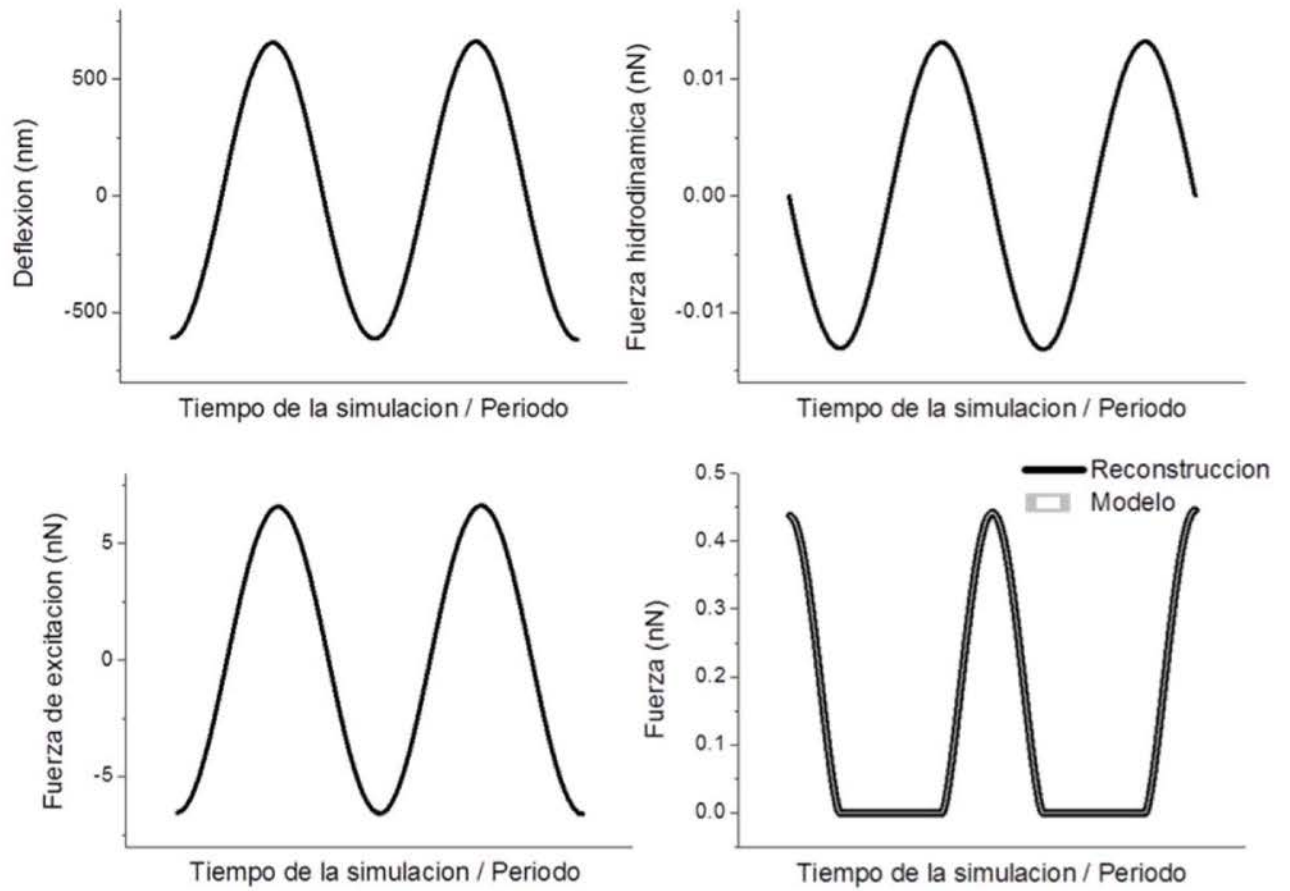 Deflexion (nm)
500
0
-500
Tiempo de la simulacion / Periodo
Fuerza hidrodinamica (nN)
0.01
0.00
-0.01
Tiempo de la simulacion / Periodo
Fuerza de excitacion (nN)
5
0
-5
Tiempo de la simulacion / Periodo
Fuerza (nN)
0.5
0.4
0.3
0.2
0.1
0.0
Reconstruccion
Modelo
Tiempo de la simulacion / Periodo